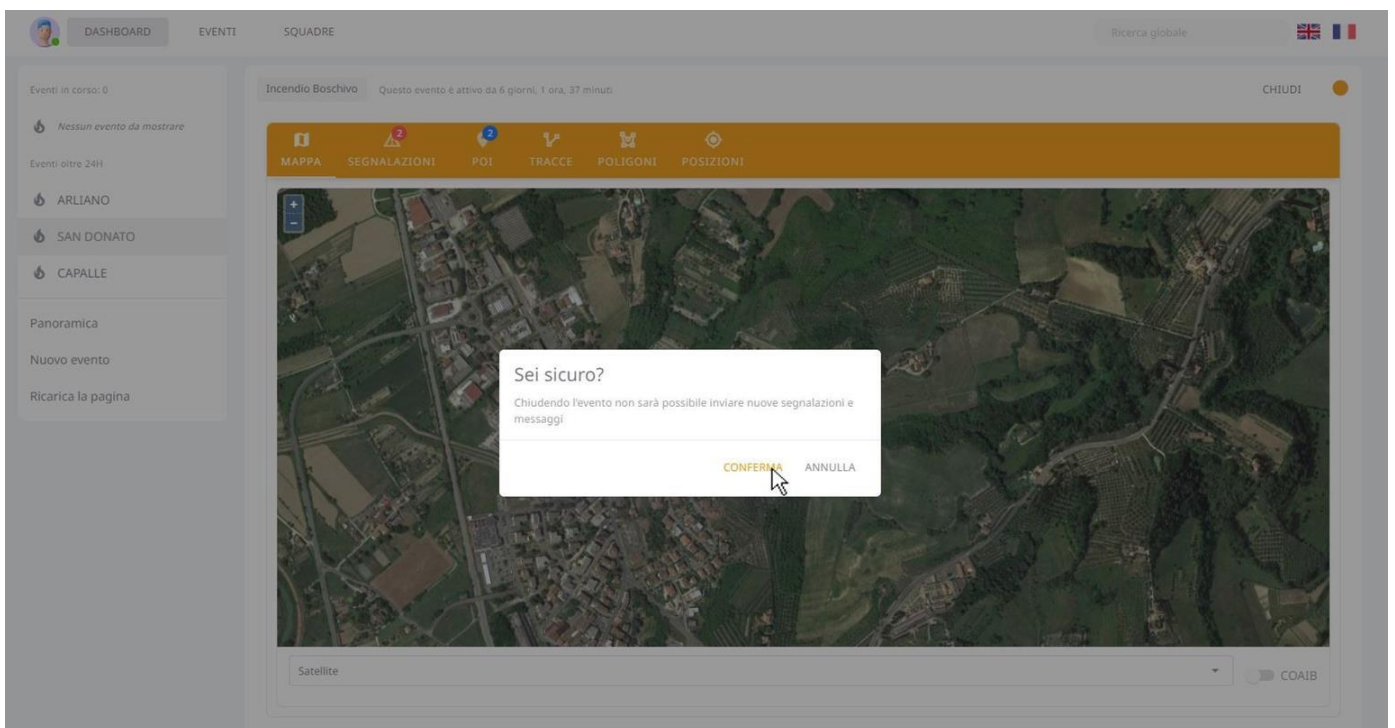 DASHBOARD EVENTI SQUADRE Ricerca globale
Eventi in corso: 0
Nessun evento da mostrare
Eventi oltre 24H
ARLIANO
SAN DONATO
CAPALLE
Panoramica
Nuovo evento
Ricarica la pagina
Incendio Boschivo Questo evento è attivo da 6 giorni, 1 ora, 37 minuti. CHIUDI
2 2
MAPPA SEGNALAZIONI POI TRACCE POLIGONI POSIZIONI
+
-
Sei sicuro?
Chiudendo l'evento non sarà possibile inviare nuove segnalazioni e
messaggi
CONFERMA ANNULLA
Satellite COAIB